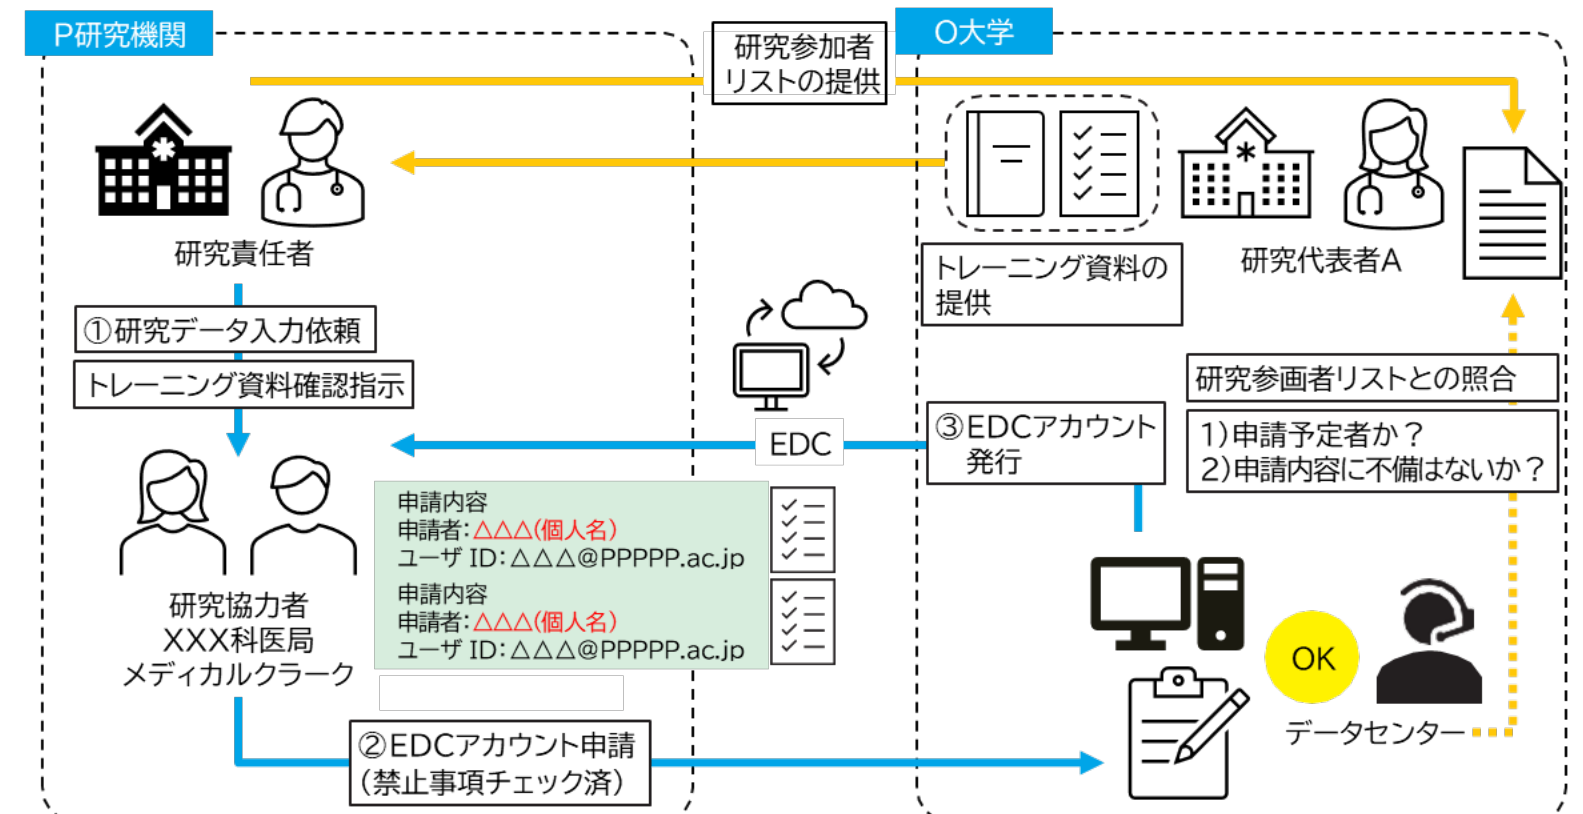 P研究機関
O大学
研究参加者
リストの提供
研究責任者
トレーニング資料の
提供
研究代表者A
①研究データ入力依頼
トレーニング資料確認指示
研究参画者リストとの照合
1)申請予定者か?
2)申請内容に不備はないか?
EDC
③EDCアカウント
発行
申請内容
申請者:△△△(個人名)
ユーザ ID:△△△@PPPPP.ac.jp
申請内容
申請者:△△△(個人名)
ユーザ ID:△△△@PPPPP.ac.jp
研究協力者
XXX科医局
メディカルクラーク
OK
データセンター
②EDCアカウント申請
(禁止事項チェック済)